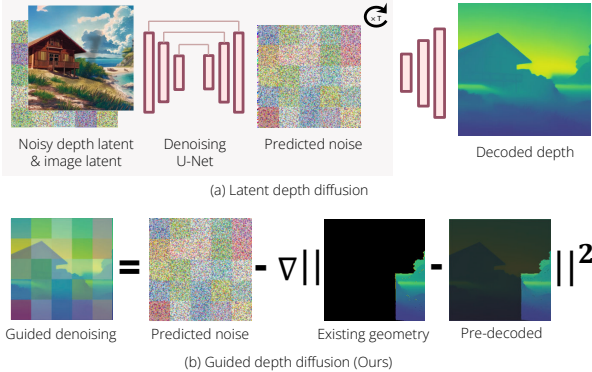 × T
Noisy depth latent
& image latent
Denoising
U-Net
Predicted noise
Decoded depth
(a) Latent depth diffusion
= - ∇|| - ||²
Guided denoising
Predicted noise
Existing geometry
Pre-decoded
(b) Guided depth diffusion (Ours)